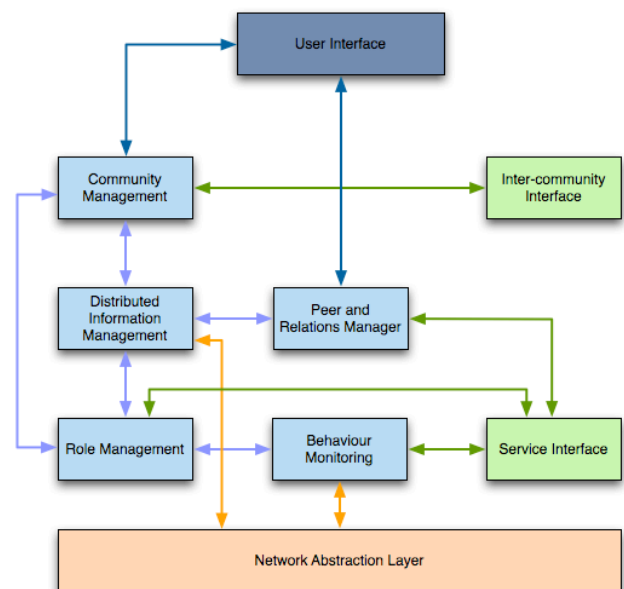 User Interface
Community
Management
Inter-community
Interface
Distributed
Information
Management
Peer and
Relations Manager
Role Management
Behaviour
Monitoring
Service Interface
Network Abstraction Layer